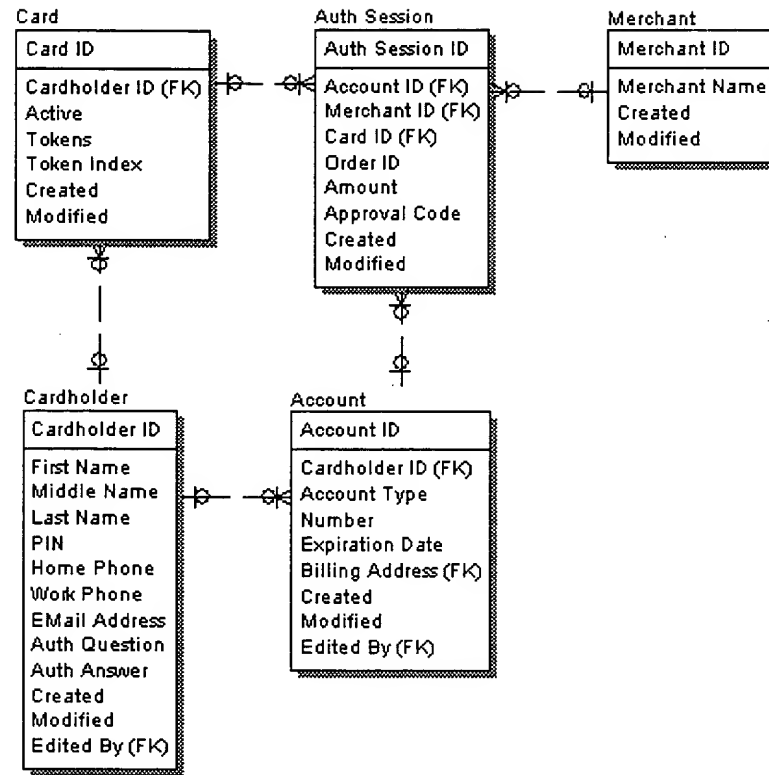 Card
Card ID
Cardholder ID (FK)
Active
Tokens
Token Index
Created
Modified
Auth Session
Auth Session ID
Account ID (FK)
Merchant ID (FK)
Card ID (FK)
Order ID
Amount
Approval Code
Created
Modified
Merchant
Merchant ID
Merchant Name
Created
Modified
Cardholder
Cardholder ID
First Name
Middle Name
Last Name
PIN
Home Phone
Work Phone
EMail Address
Auth Question
Auth Answer
Created
Modified
Edited By (FK)
Account
Account ID
Cardholder ID (FK)
Account Type
Number
Expiration Date
Billing Address (FK)
Created
Modified
Edited By (FK)